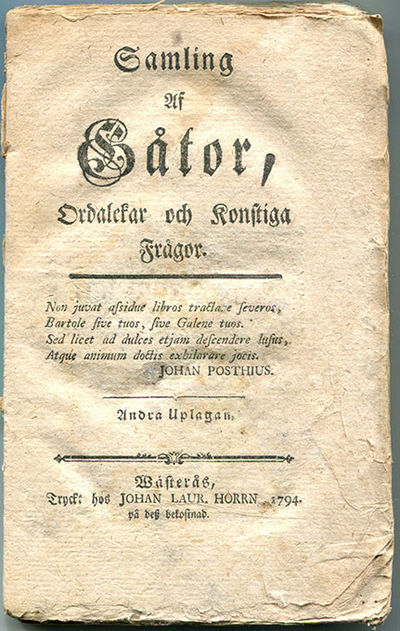 Samling
Af
Gåtor,
Ordalekar och Konstiga
Frågor.
Non juvat aſsidue libros tractare ſeveros,
Bartole ſive tuos, ſive Galene tuos.
Sed licet ad dulces etjam deſcendere luſus,
Atque animum doctis exhilarare jocis.
JOHAN POSTHIUS.
Andra Uplagan.
Wåſterås,
Tryckt hos JOHAN LAUR. HORRN 1794.
på deß bekoſtnad.